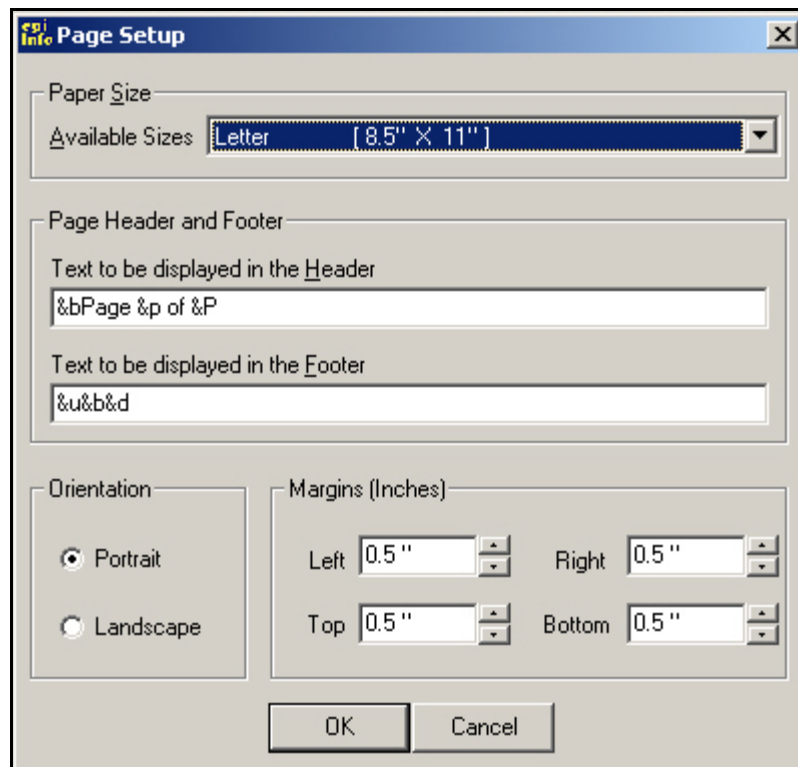 Epi Info Page Setup
Paper Size
Available Sizes Letter [ 8.5" X 11" ]
Page Header and Footer
Text to be displayed in the Header
&bPage &p of &P
Text to be displayed in the Footer
&u&b&d
Orientation
Portrait
Landscape
Margins (Inches)
Left 0.5 " Right 0.5 "
Top 0.5 " Bottom 0.5 "
OK Cancel